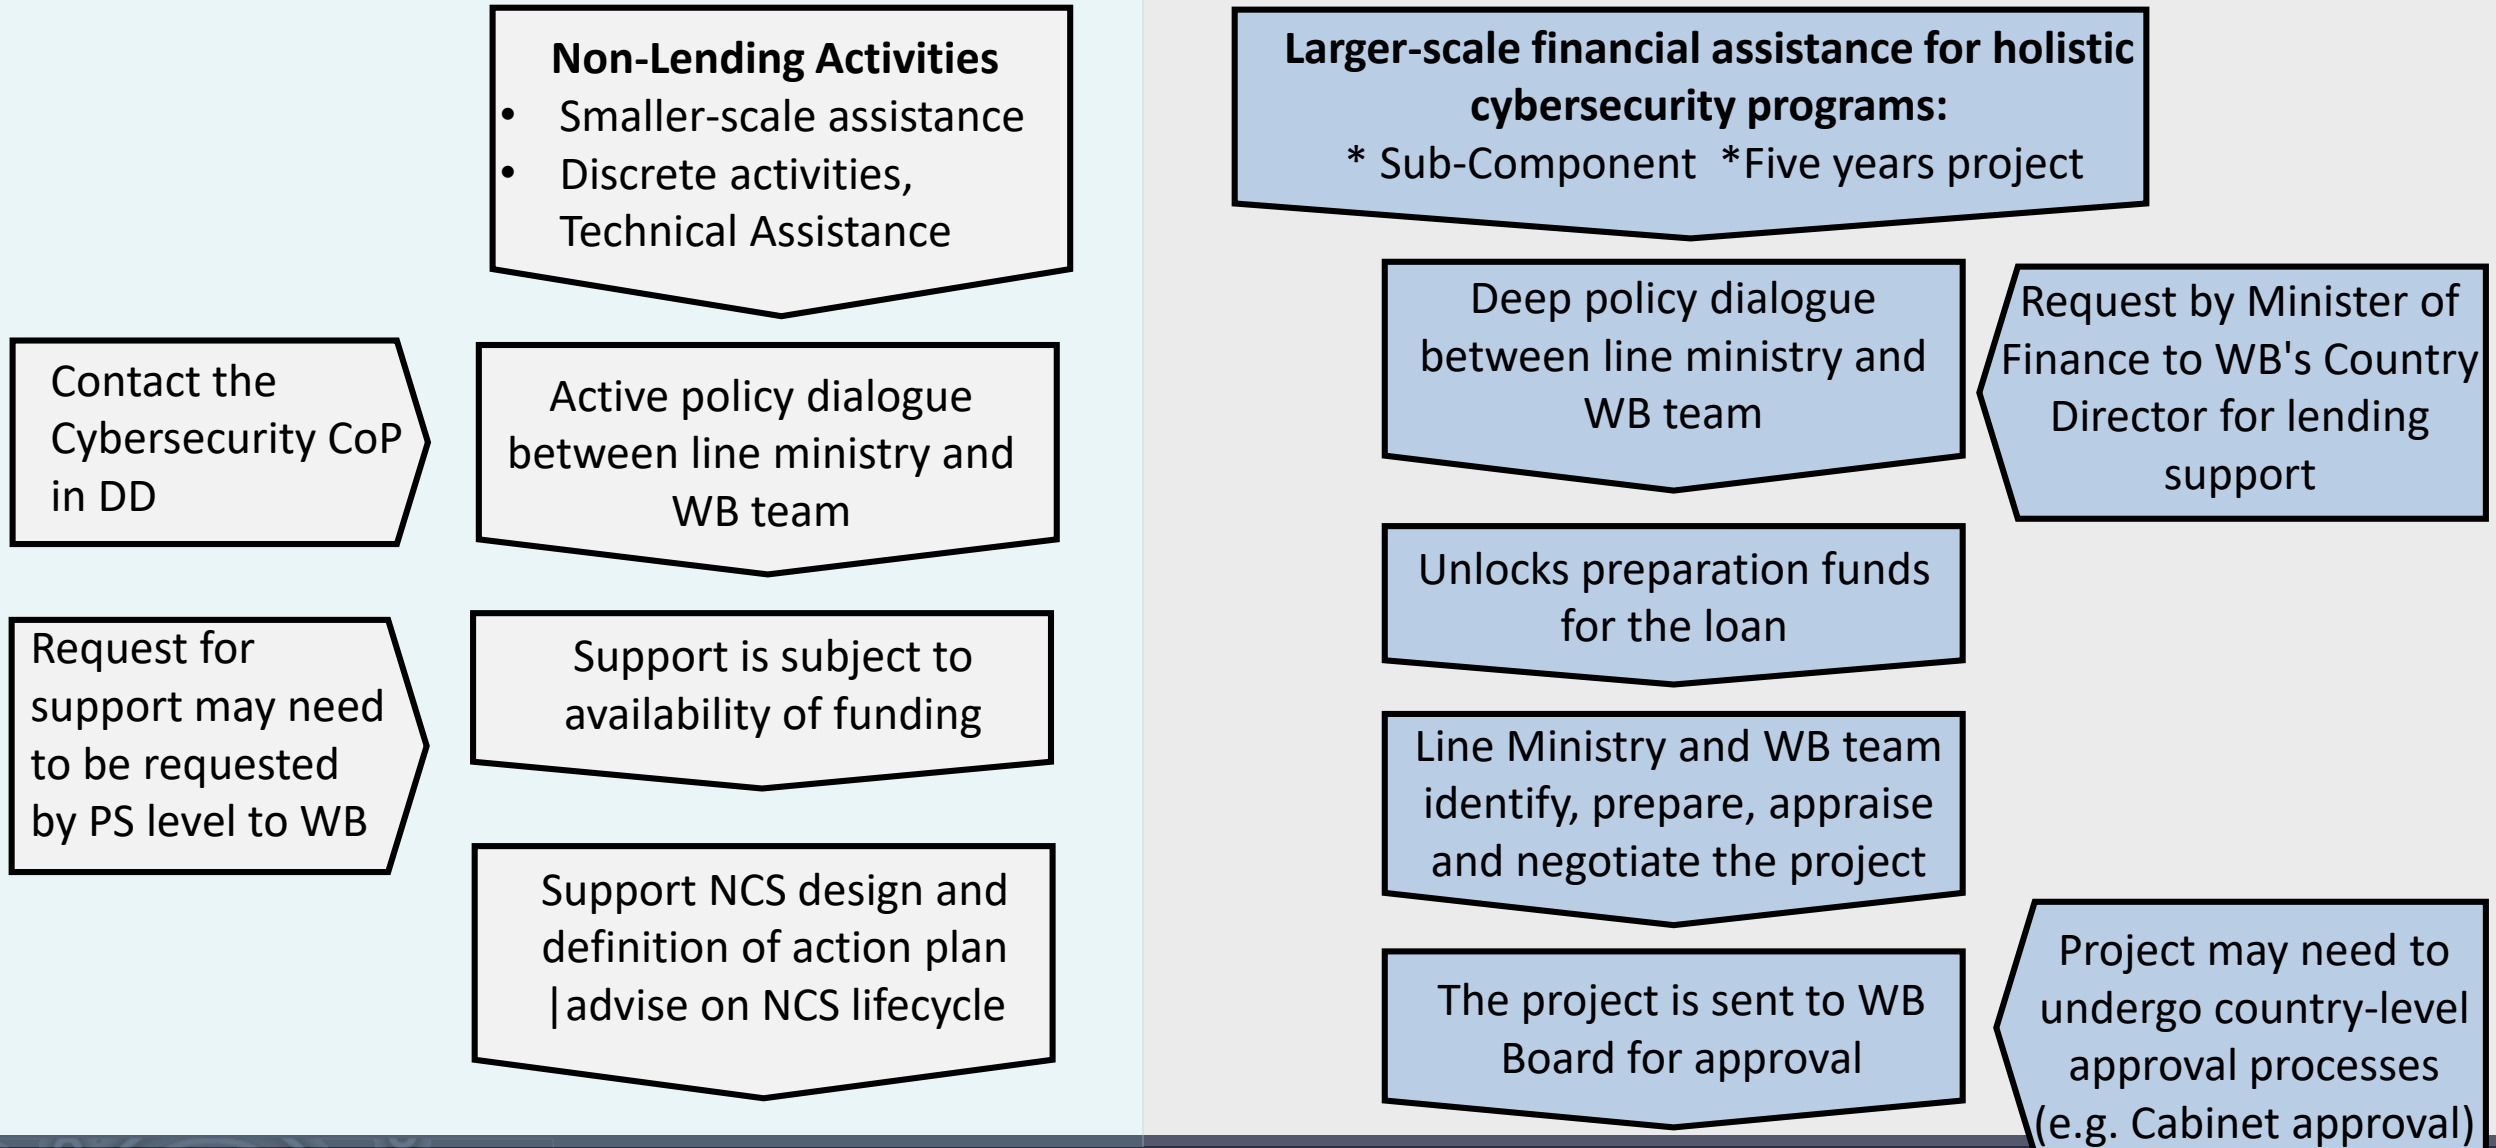 Non-Lending Activities
• Smaller-scale assistance
• Discrete activities,
Technical Assistance
Contact the
Cybersecurity CoP
in DD
Active policy dialogue
between line ministry and
WB team
Request for
support may need
to be requested
by PS level to WB
Support is subject to
availability of funding
Support NCS design and
definition of action plan
|advise on NCS lifecycle
Larger-scale financial assistance for holistic
cybersecurity programs:
* Sub-Component *Five years project
Deep policy dialogue
between line ministry and
WB team
Request by Minister of
Finance to WB's Country
Director for lending
support
Unlocks preparation funds
for the loan
Line Ministry and WB team
identify, prepare, appraise
and negotiate the project
The project is sent to WB
Board for approval
Project may need to
undergo country-level
approval processes
(e.g. Cabinet approval)